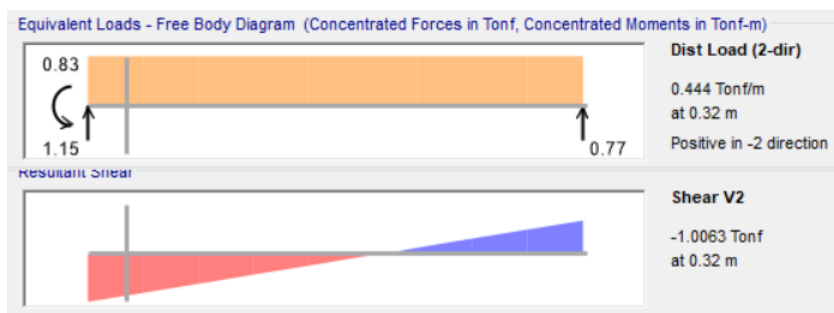 Equivalent Loads - Free Body Diagram (Concentrated Forces in Tonf, Concentrated Moments in Tonf-m)
Dist Load (2-dir)
0.83
0.444 Tonf/m
at 0.32 m
1.15
0.77
Positive in -2 direction
Resultant Shear
Shear V2
-1.0063 Tonf
at 0.32 m